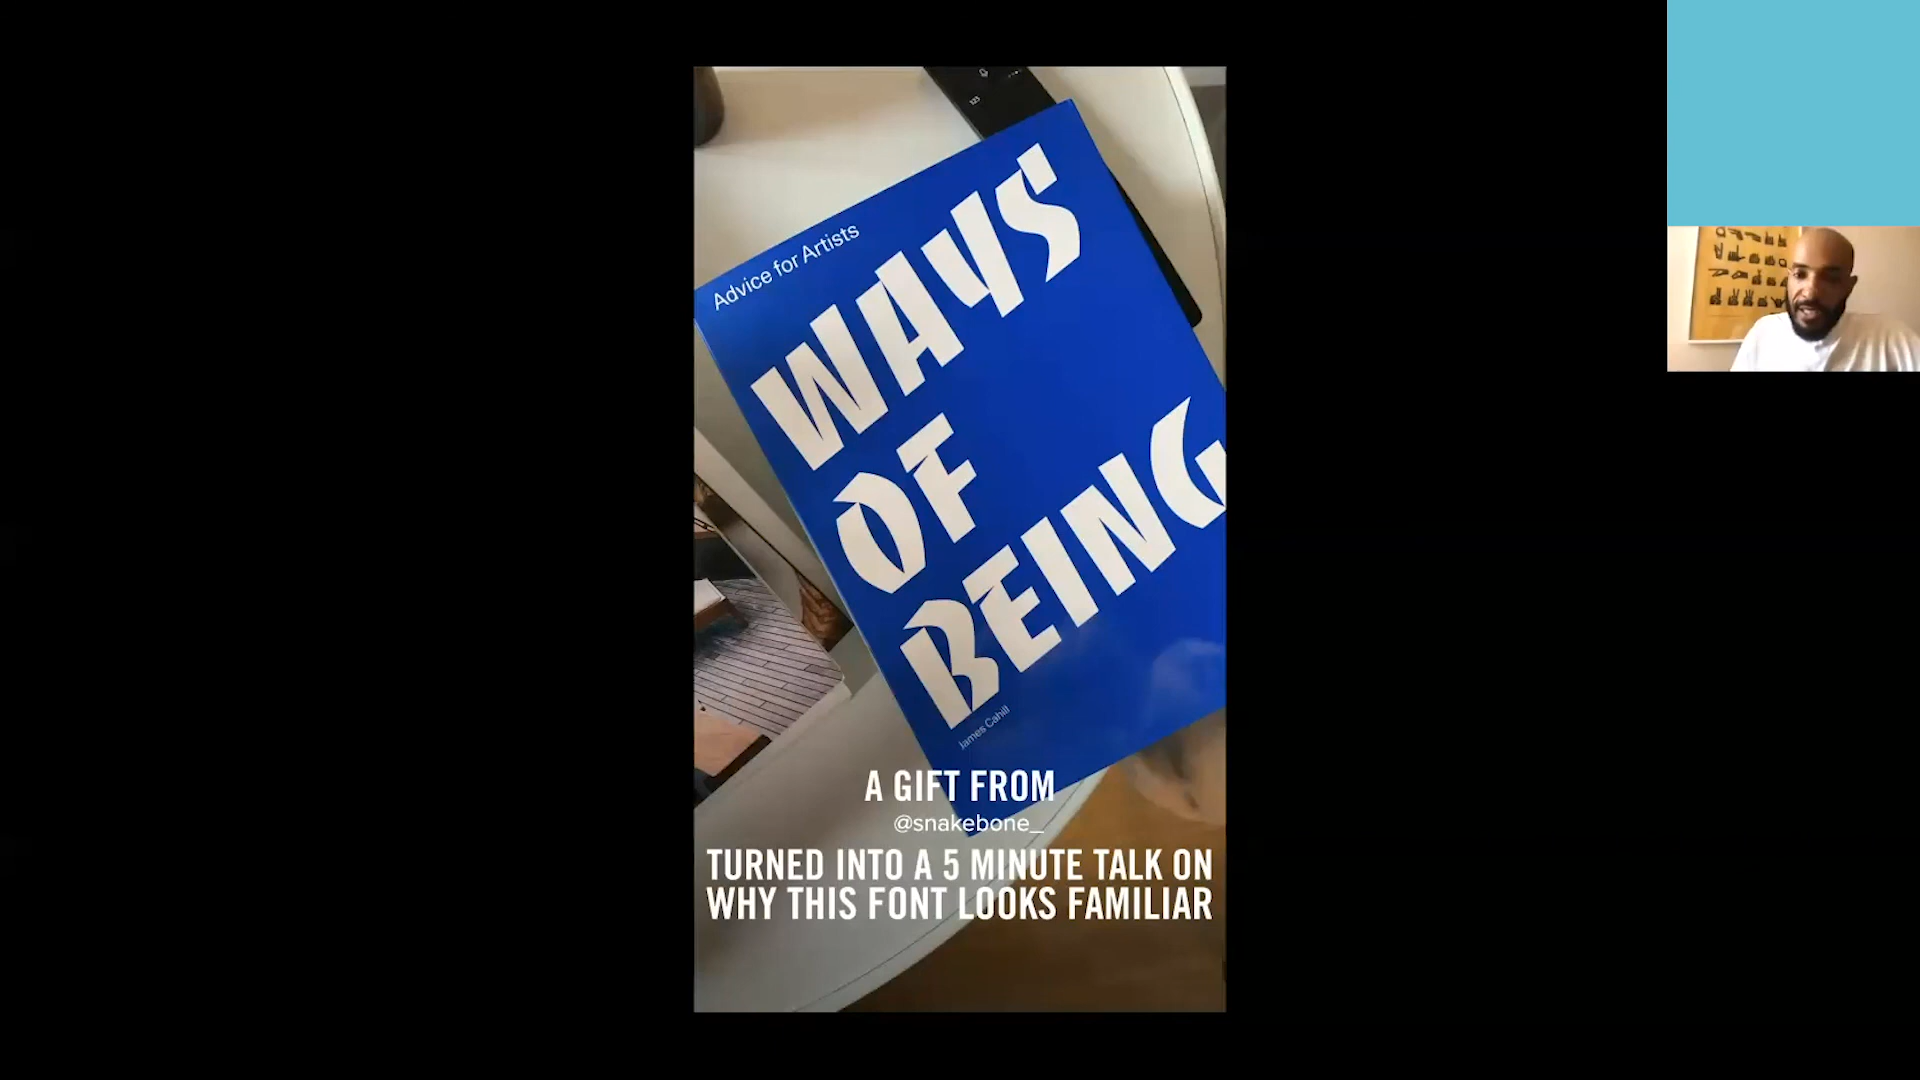 123
Advice for Artists
WAYS
OF
BEING
James Cahill
A GIFT FROM
@snakebone_
TURNED INTO A 5 MINUTE TALK ON
WHY THIS FONT LOOKS FAMILIAR